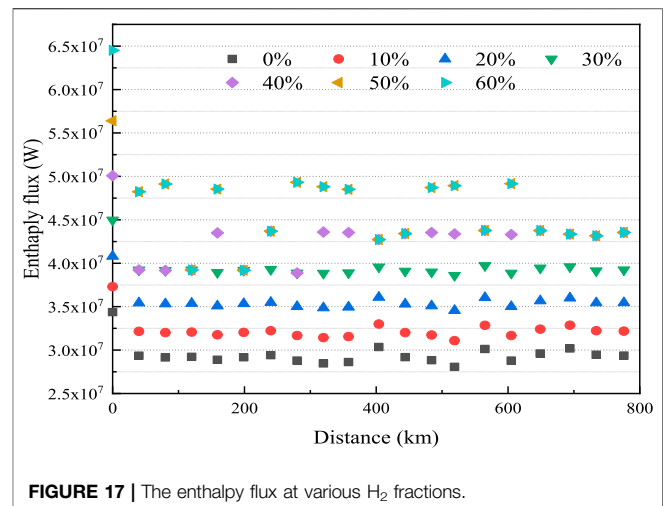 6.5x10⁷
6.0x10⁷
5.5x10⁷
5.0x10⁷
4.5x10⁷
4.0x10⁷
3.5x10⁷
3.0x10⁷
2.5x10⁷
Enthaply flux (W)
0% 10% 20% 30%
40% 50% 60%
0 200 400 600 800
Distance (km)
FIGURE 17 | The enthalpy flux at various H₂ fractions.